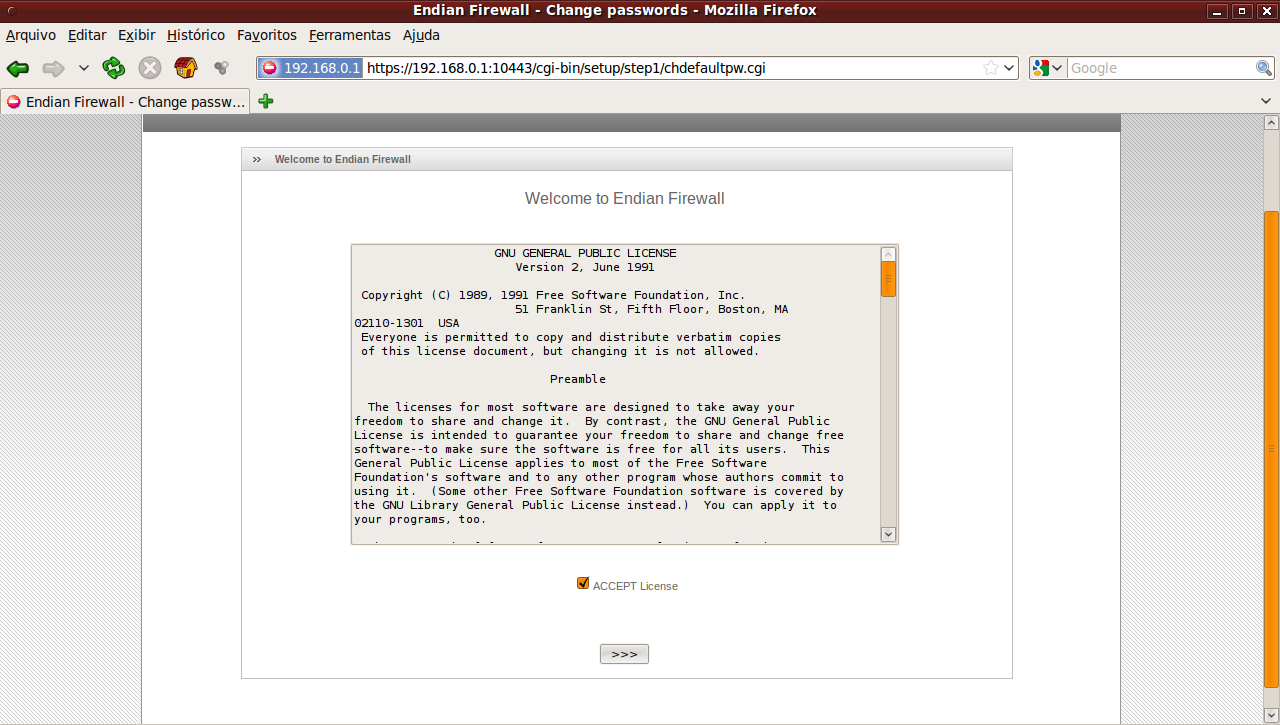 Endian Firewall - Change passwords - Mozilla Firefox
Arquivo Editar Exibir Histórico Favoritos Ferramentas Ajuda
192.168.0.1 https://192.168.0.1:10443/cgi-bin/setup/step1/chdefaultpw.cgi Google
Endian Firewall - Change passw...
>> Welcome to Endian Firewall
Welcome to Endian Firewall
GNU GENERAL PUBLIC LICENSE
Version 2, June 1991
Copyright (C) 1989, 1991 Free Software Foundation, Inc.
51 Franklin St, Fifth Floor, Boston, MA
02110-1301 USA
Everyone is permitted to copy and distribute verbatim copies
of this license document, but changing it is not allowed.
Preamble
The licenses for most software are designed to take away your
freedom to share and change it. By contrast, the GNU General Public
License is intended to guarantee your freedom to share and change free
software--to make sure the software is free for all its users. This
General Public License applies to most of the Free Software
Foundation's software and to any other program whose authors commit to
using it. (Some other Free Software Foundation software is covered by
the GNU Library General Public License instead.) You can apply it to
your programs, too.
ACCEPT License
>>>